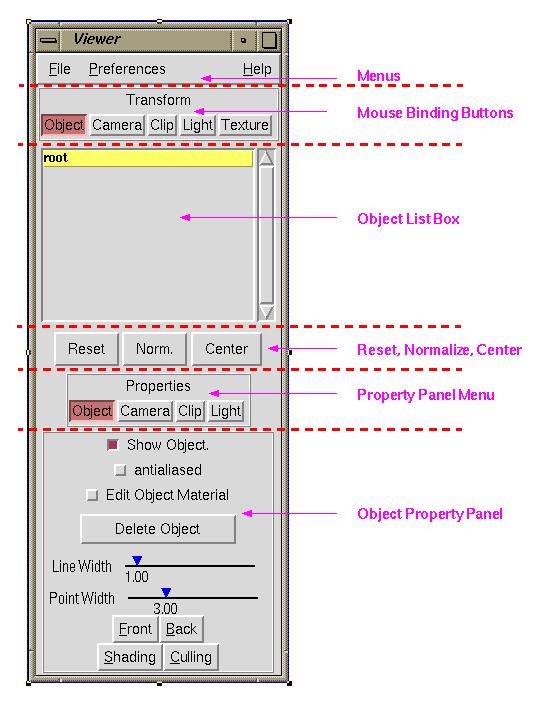 Viewer
File Preferences Help
Menus
Transform
Mouse Binding Buttons
Object Camera Clip Light Texture
root
Object List Box
Reset Norm. Center
Reset, Normalize, Center
Properties
Property Panel Menu
Object Camera Clip Light
Show Object.
antialiased
Edit Object Material
Object Property Panel
Delete Object
Line Width
1.00
Point Width
3.00
Front Back
Shading Culling